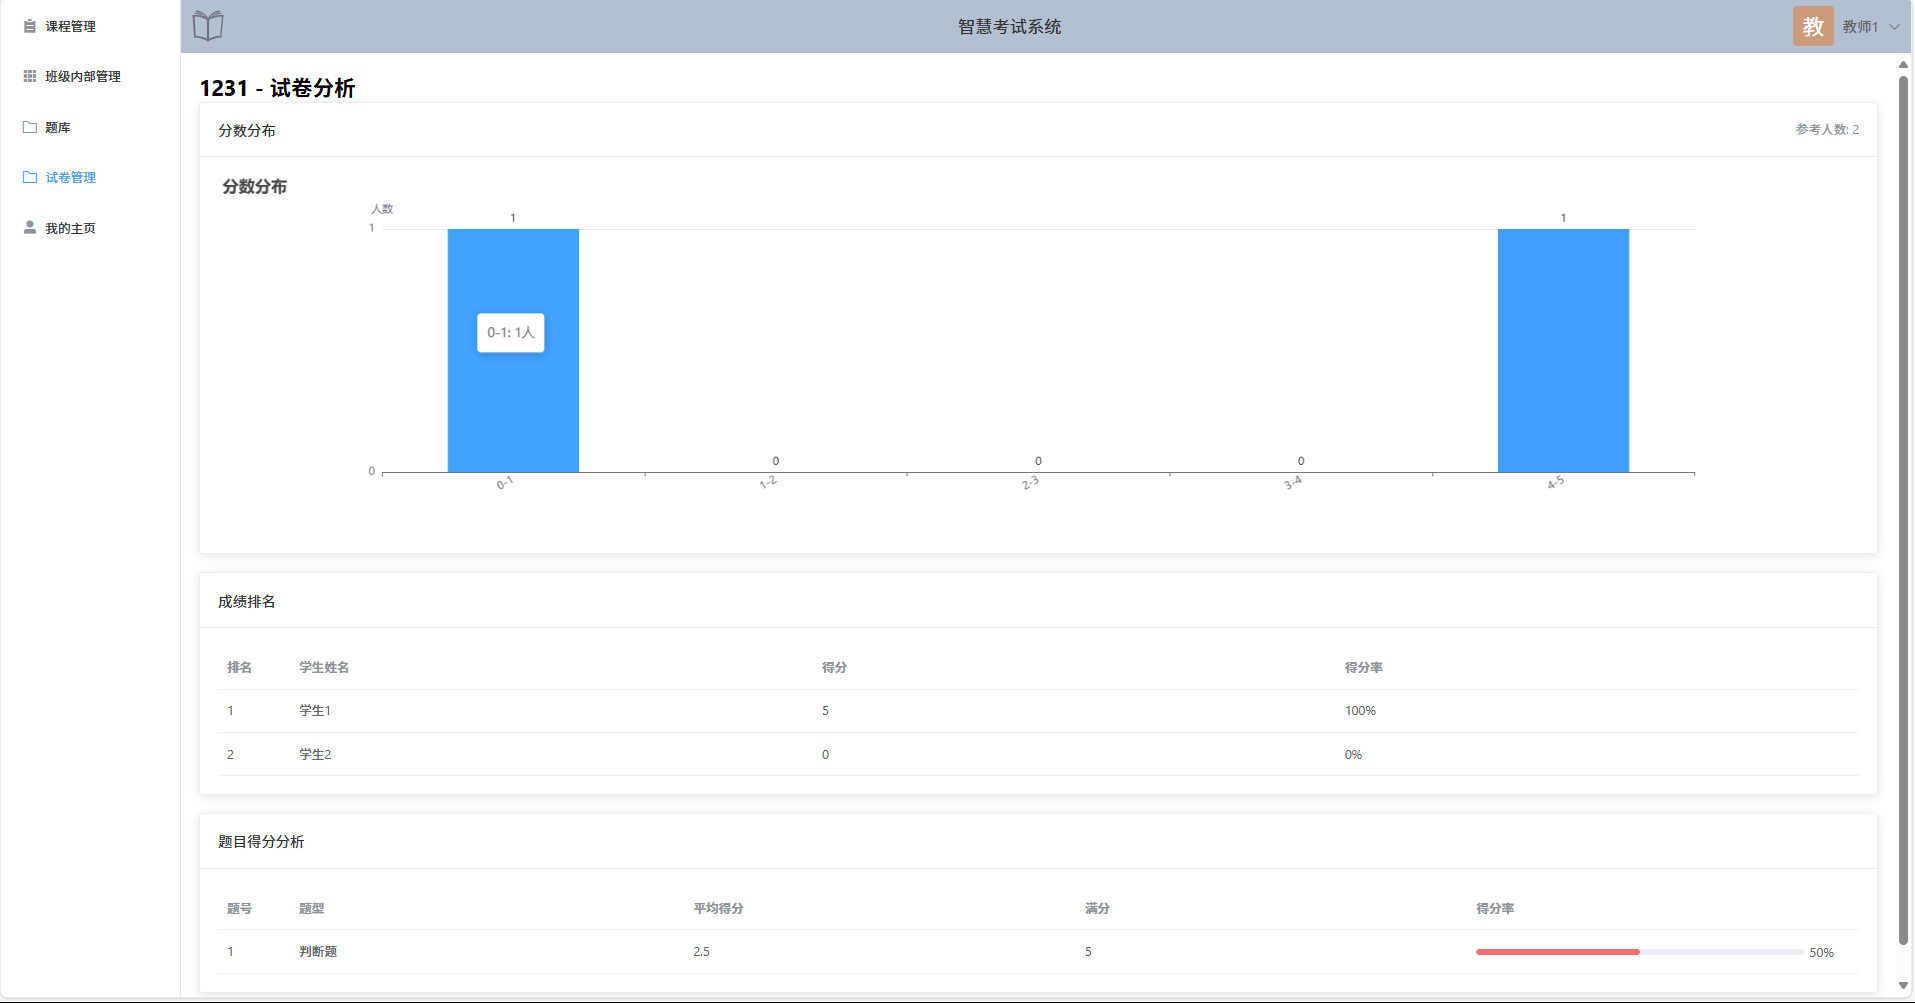 课程管理
班级内部管理
题库
试卷管理
我的主页
智慧考试系统
教 教师1
1231 - 试卷分析
分数分布
参考人数: 2
分数分布
人数
1
0
1
0
0
0
1
0-1: 1人
0-1
1-2
2-3
3-4
4-5
成绩排名
排名 学生姓名 得分 得分率
1 学生1 5 100%
2 学生2 0 0%
题目得分分析
题号 题型 平均得分 满分 得分率
1 判断题 2.5 5 50%